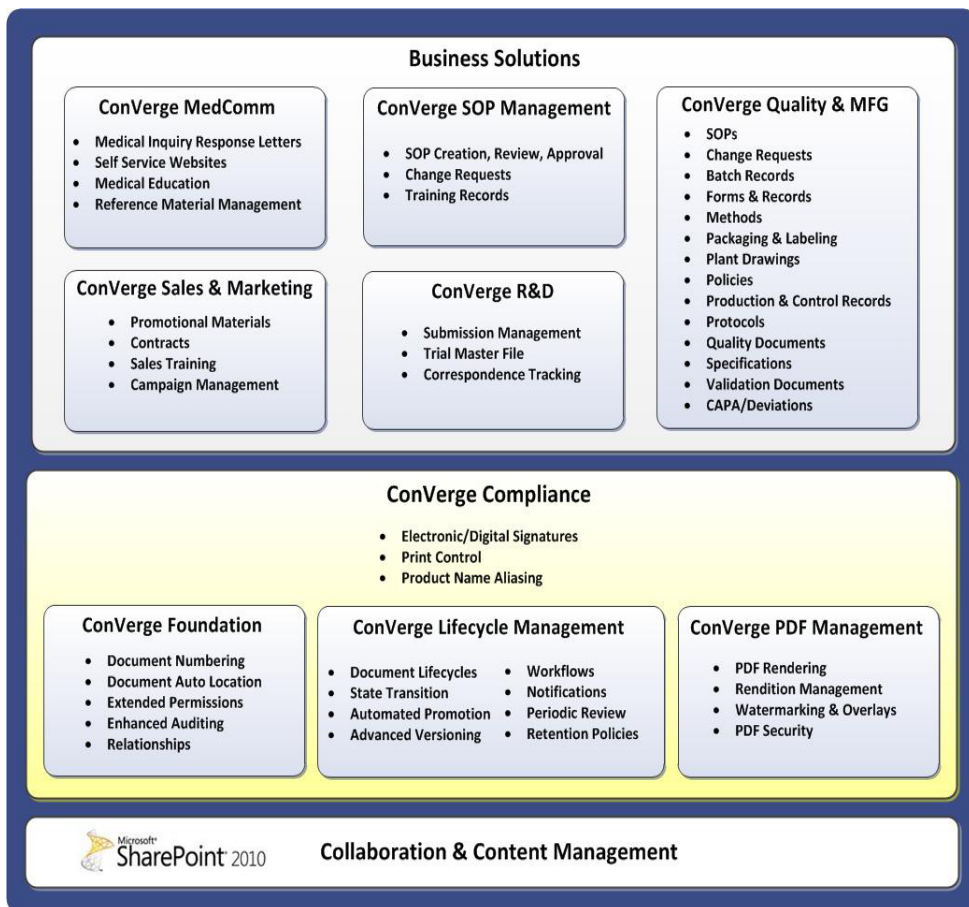 Business Solutions
ConVerge MedComm
• Medical Inquiry Response Letters
• Self Service Websites
• Medical Education
• Reference Material Management
ConVerge SOP Management
• SOP Creation, Review, Approval
• Change Requests
• Training Records
ConVerge Quality & MFG
• SOPs
• Change Requests
• Batch Records
• Forms & Records
• Methods
• Packaging & Labeling
• Plant Drawings
• Policies
• Production & Control Records
• Protocols
• Quality Documents
• Specifications
• Validation Documents
• CAPA/Deviations
ConVerge Sales & Marketing
• Promotional Materials
• Contracts
• Sales Training
• Campaign Management
ConVerge R&D
• Submission Management
• Trial Master File
• Correspondence Tracking
ConVerge Compliance
• Electronic/Digital Signatures
• Print Control
• Product Name Aliasing
ConVerge Foundation
• Document Numbering
• Document Auto Location
• Extended Permissions
• Enhanced Auditing
• Relationships
ConVerge Lifecycle Management
• Document Lifecycles
• State Transition
• Automated Promotion
• Advanced Versioning
• Workflows
• Notifications
• Periodic Review
• Retention Policies
ConVerge PDF Management
• PDF Rendering
• Rendition Management
• Watermarking & Overlays
• PDF Security
Microsoft®
SharePoint® 2010
Collaboration & Content Management